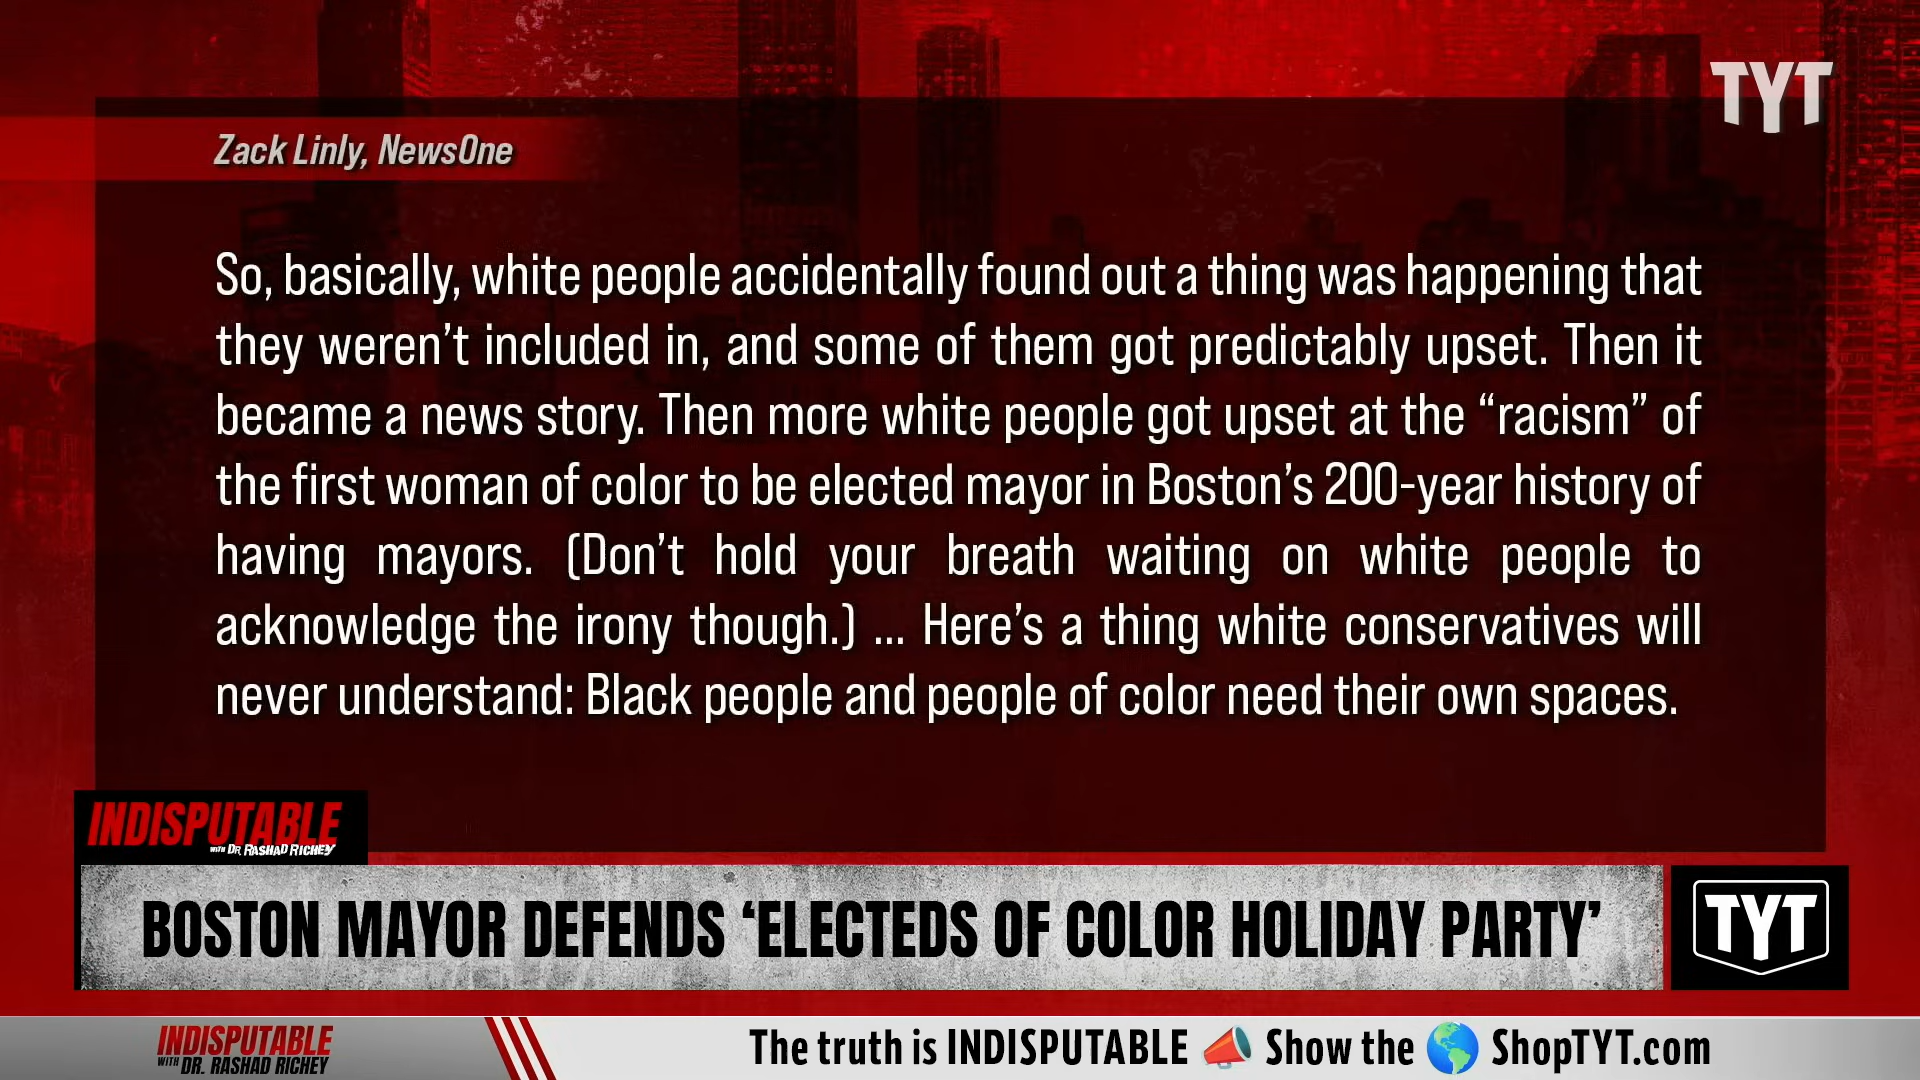 TYT
Zack Linly, NewsOne
So, basically, white people accidentally found out a thing was happening that
they weren’t included in, and some of them got predictably upset. Then it
became a news story. Then more white people got upset at the “racism” of
the first woman of color to be elected mayor in Boston’s 200-year history of
having mayors. (Don’t hold your breath waiting on white people to
acknowledge the irony though.) ... Here’s a thing white conservatives will
never understand: Black people and people of color need their own spaces.
INDISPUTABLE
WITH DR. RASHAD RICHEY
BOSTON MAYOR DEFENDS ‘ELECTEDS OF COLOR HOLIDAY PARTY’
TYT
INDISPUTABLE
WITH DR. RASHAD RICHEY
The truth is INDISPUTABLE 📣 Show the 🌎 ShopTYT.com